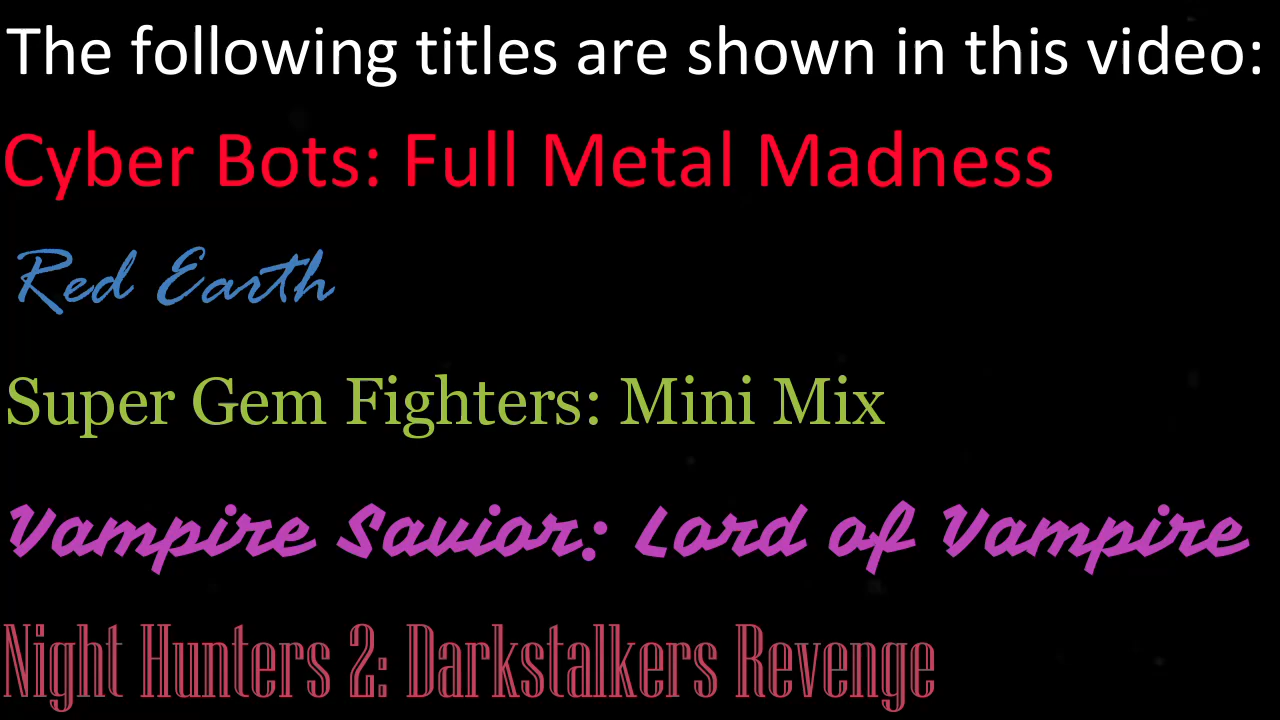 The following titles are shown in this video:
Cyber Bots: Full Metal Madness
Red Earth
Super Gem Fighters: Mini Mix
Vampire Savior: Lord of Vampire
Night Hunters 2: Darkstalkers Revenge